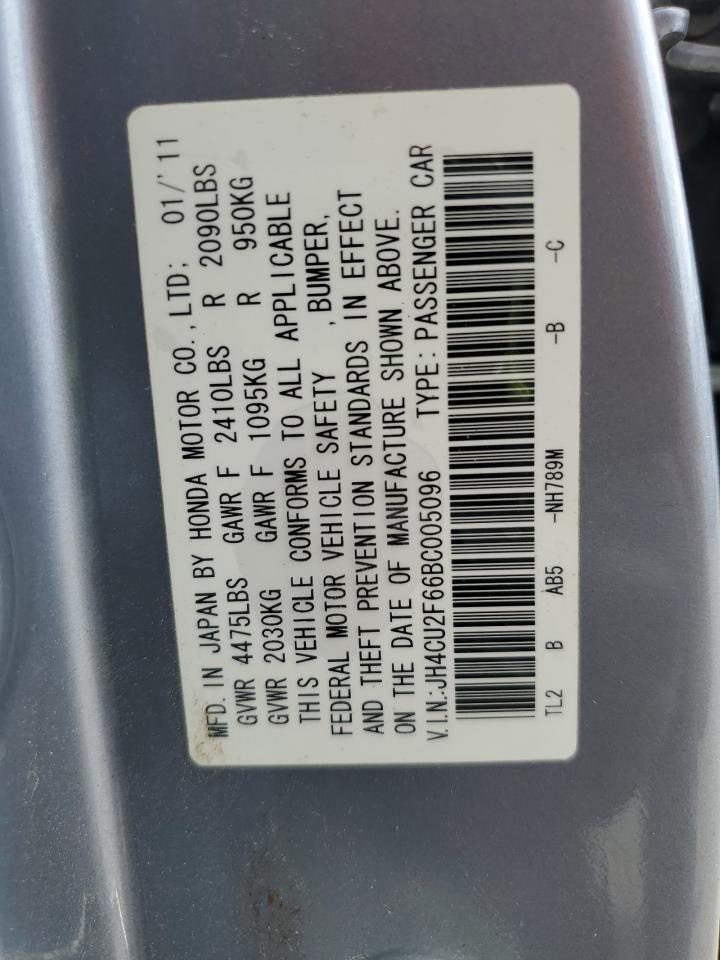 MFD. IN JAPAN BY HONDA MOTOR CO., LTD; 01/'11
GVWR 4475LBS GAWR F 2410LBS R 2090LBS
GVWR 2030KG GAWR F 1095KG R 950KG
THIS VEHICLE CONFORMS TO ALL APPLICABLE
FEDERAL MOTOR VEHICLE SAFETY , BUMPER,
AND THEFT PREVENTION STANDARDS IN EFFECT
ON THE DATE OF MANUFACTURE SHOWN ABOVE.
V.I.N.:JH4CU2F66BC005096 TYPE: PASSENGER CAR
TL2 B AB5 -NH789M -B -C